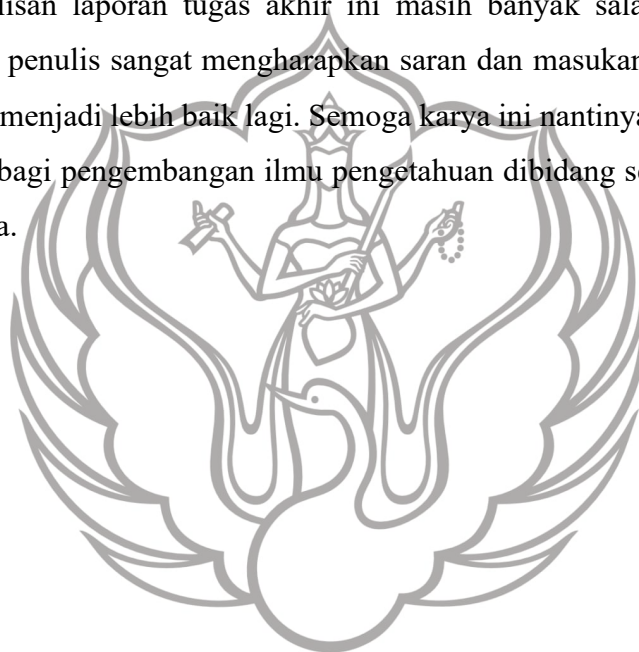 lisan laporan tugas akhir ini masih banyak sala
penulis sangat mengharapkan saran dan masukan
menjadi lebih baik lagi. Semoga karya ini nantinya
bagi pengembangan ilmu pengetahuan dibidang s
a.